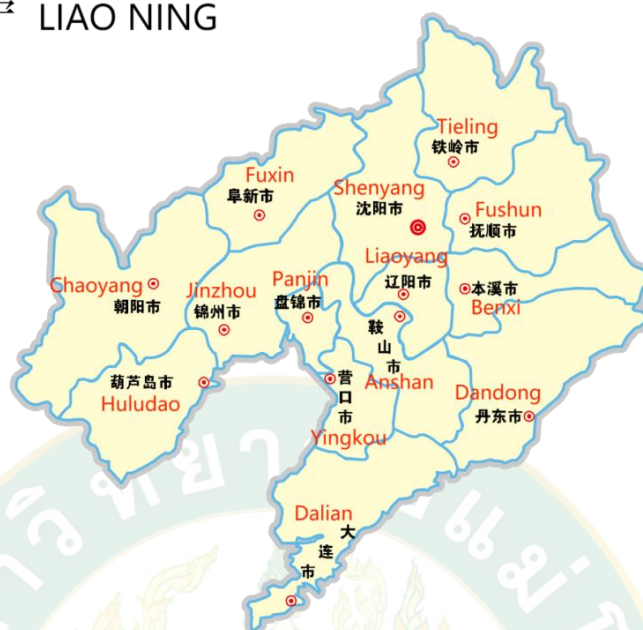 LIAO NING
Tieling
铁岭市
Fuxin
阜新市
Shenyang
沈阳市
Fushun
抚顺市
Liaoyang
辽阳市
Chaoyang
朝阳市
Jinzhou
锦州市
Panjin
盘锦市
本溪市
Benxi
鞍山市
Anshan
葫芦岛市
Huludao
营口市
Yingkou
Dandong
丹东市
Dalian
大连市